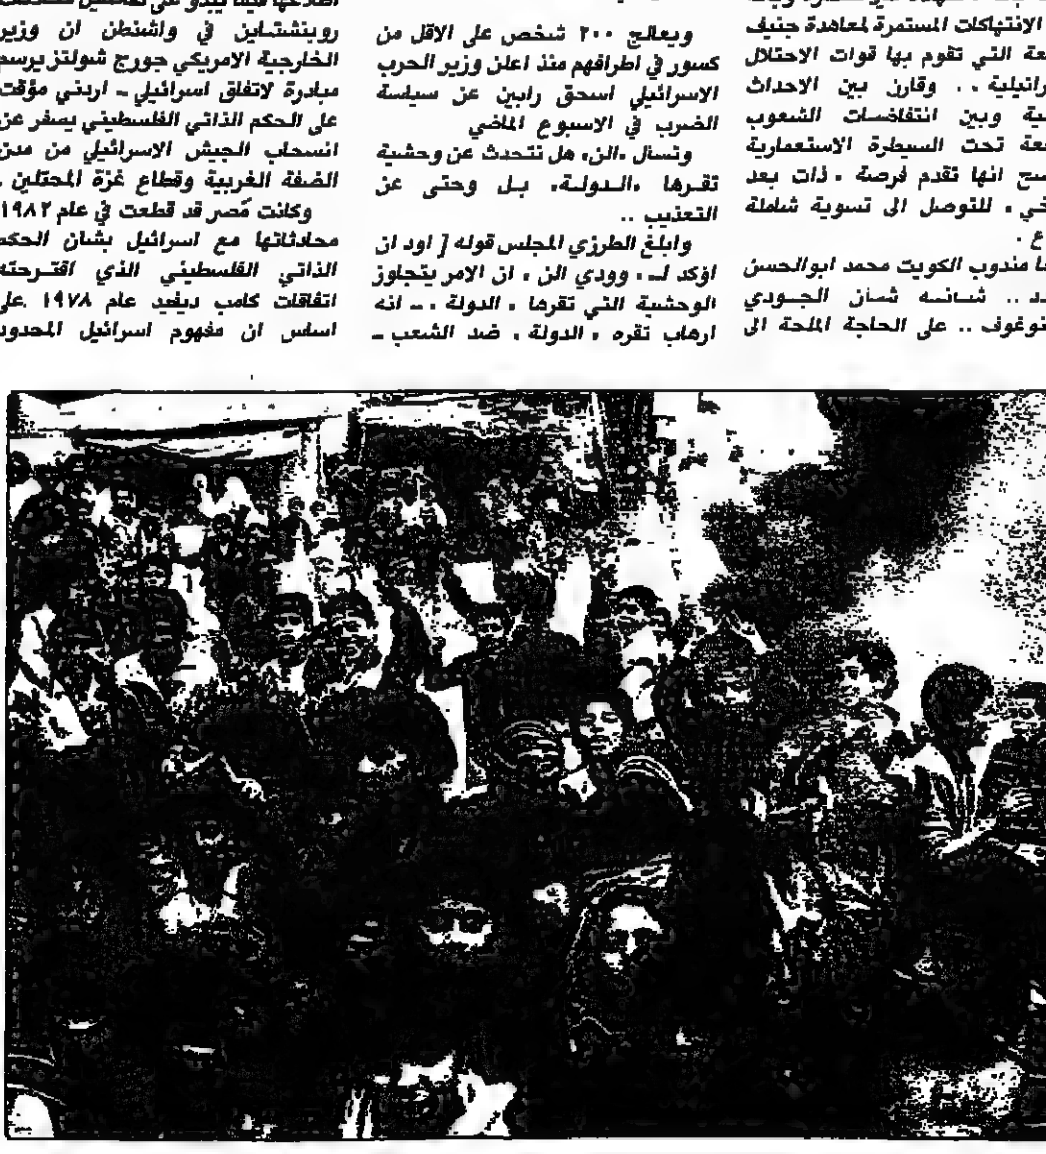 الانتهاكات المستمرة لمعاهدة جنيف
التي تقوم بها قوات الاحتلال
.. وقارن بين الاحداث
وبين انتفاضات الشعوب
تحت السيطرة الاستعمارية
انها تقدم فرصة ، ذات بعد
، للتوصل الى تسوية شاملة
مندوب الكويت محمد ابوالحسن
.. شانه شان الجودي
.. على الحاجة الملحة الى
ويعالج ٢٠٠ شخص على الاقل من
كسور في اطرافهم منذ اعلن وزير الحرب
الاسرائيلي اسحق رابين عن سياسة
الضرب في الاسبوع الماضي
وتسال «الن» هل نتحدث عن وحشية
تقرها «الدولة» بل وحتى عن
التعذيب ..
وابلغ الطرزي المجلس قوله [ اود ان
اؤكد لـ ، وودي الن ، ان الامر يتجاوز
الوحشية التي تقرها ، الدولة ، ـ انه
ارهاب تقره ، الدولة ، ضد الشعب ـ
روبنشتاين في واشنطن ان وزير
الخارجية الامريكي جورج شولتز يرسم
مبادرة لاتفاق اسرائيلي ـ اردني مؤقت
على الحكم الذاتي الفلسطيني يسفر عن
انسحاب الجيش الاسرائيلي من مدن
الضفة الغربية وقطاع غزة المحتلين .
وكانت مصر قد قطعت في عام ١٩٨٢
محادثاتها مع اسرائيل بشان الحكم
الذاتي الفلسطيني الذي اقترحته
اتفاقات كامب ديفيد عام ١٩٧٨ على
اساس ان مفهوم اسرائيل المحدود